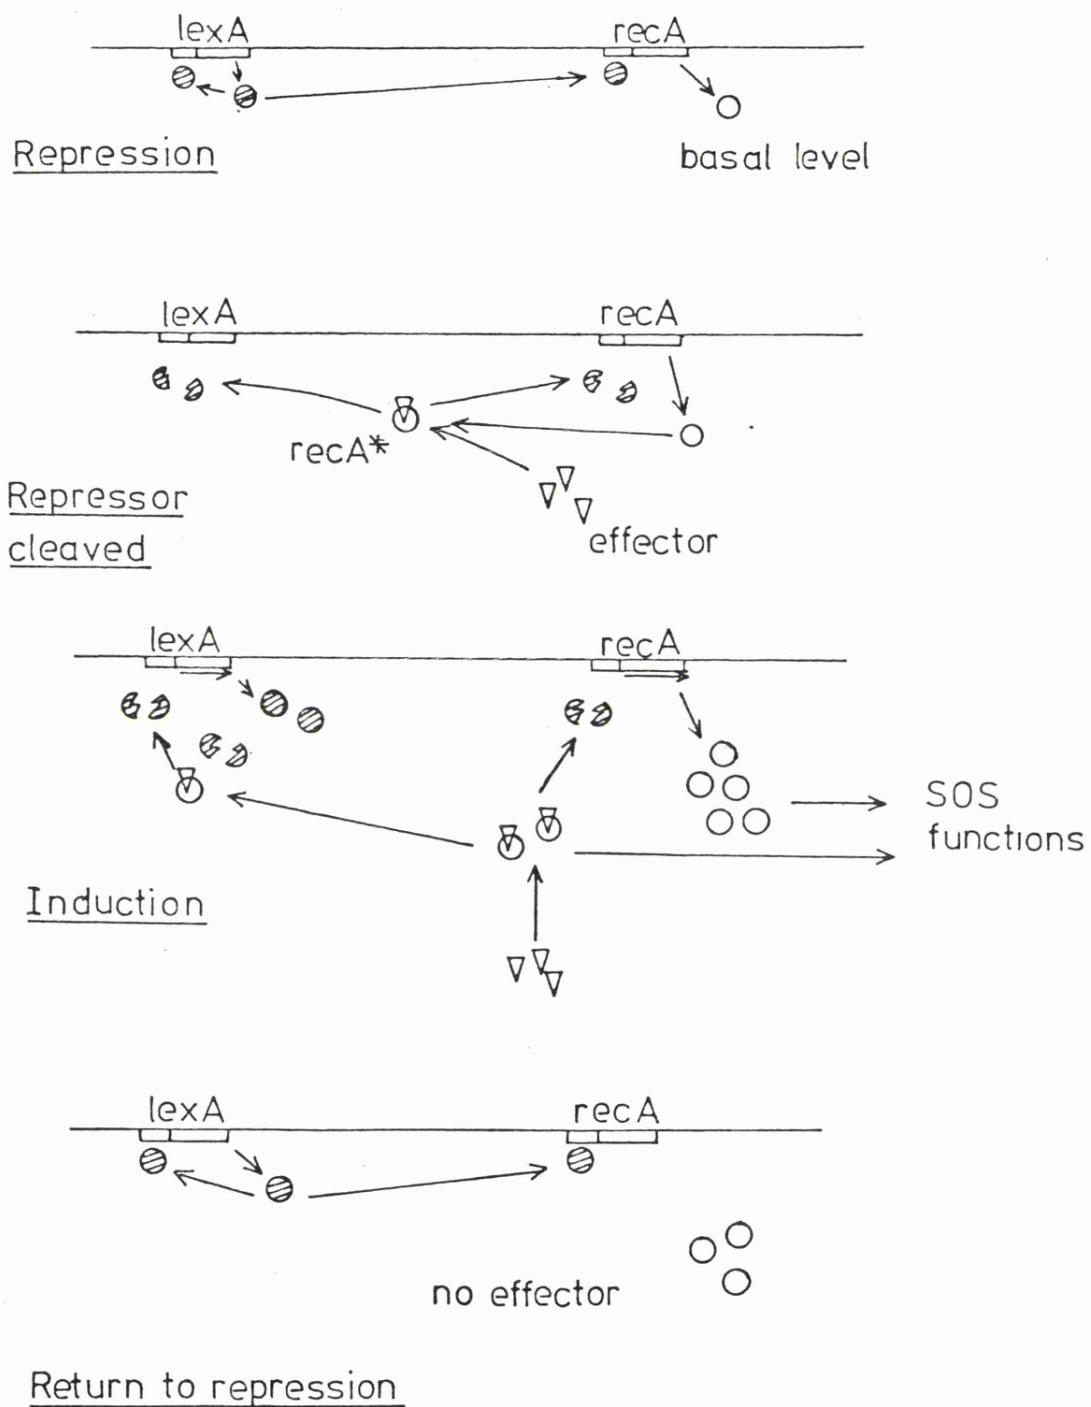 lexA
recA
Repression
basal level
lexA
recA
recA*
Repressor
cleaved
effector
lexA
recA
SOS
functions
Induction
lexA
recA
no effector
Return to repression